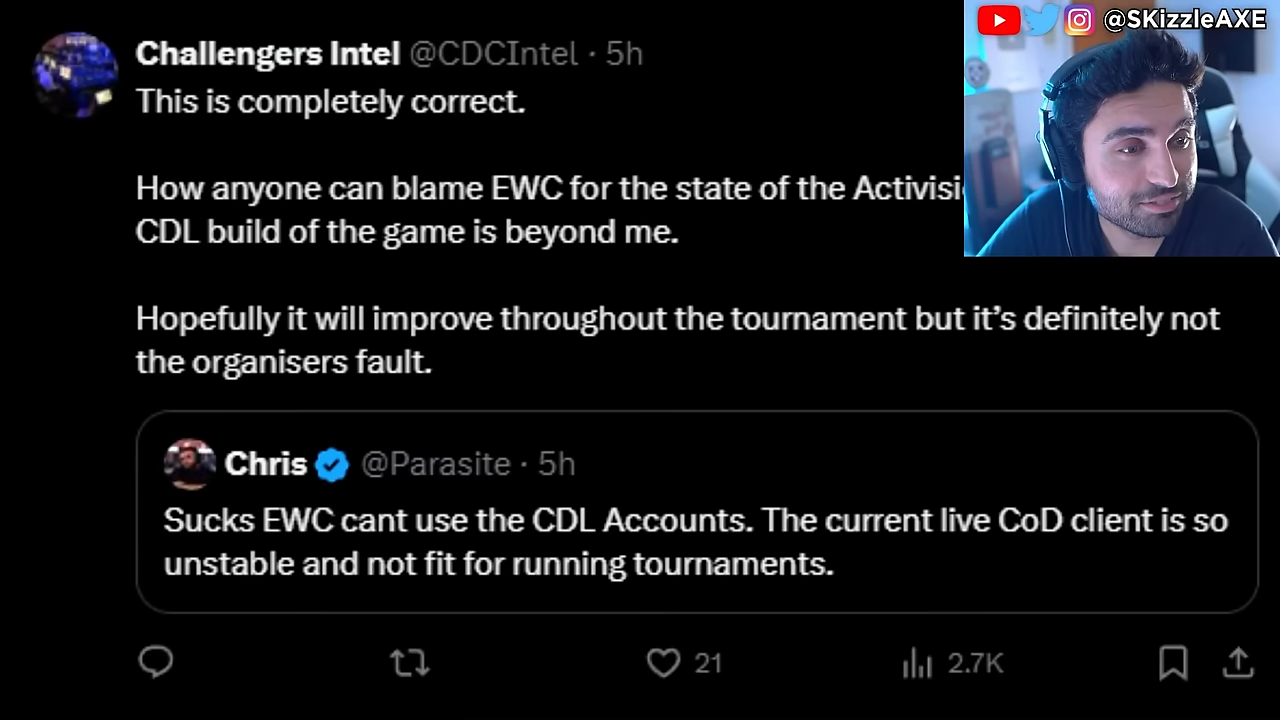 @SKizzleAXE
Challengers Intel @CDCIntel · 5h
This is completely correct.
How anyone can blame EWC for the state of the
CDL build of the game is beyond me.
Hopefully it will improve throughout the tournament but it’s definitely not
the organisers fault.
Chris @Parasite · 5h
Sucks EWC cant use the CDL Accounts. The current live CoD client is so
unstable and not fit for running tournaments.
21
2.7K